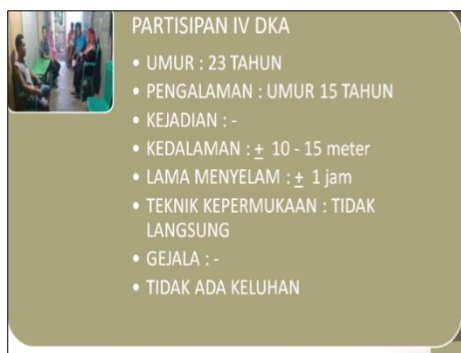 PARTISIPAN IV DKA
• UMUR : 23 TAHUN
• PENGALAMAN : UMUR 15 TAHUN
• KEJADIAN : -
• KEDALAMAN : ± 10 - 15 meter
• LAMA MENYELAM : ± 1 jam
• TEKNIK KEPERMUKAAN : TIDAK
LANGSUNG
• GEJALA : -
• TIDAK ADA KELUHAN